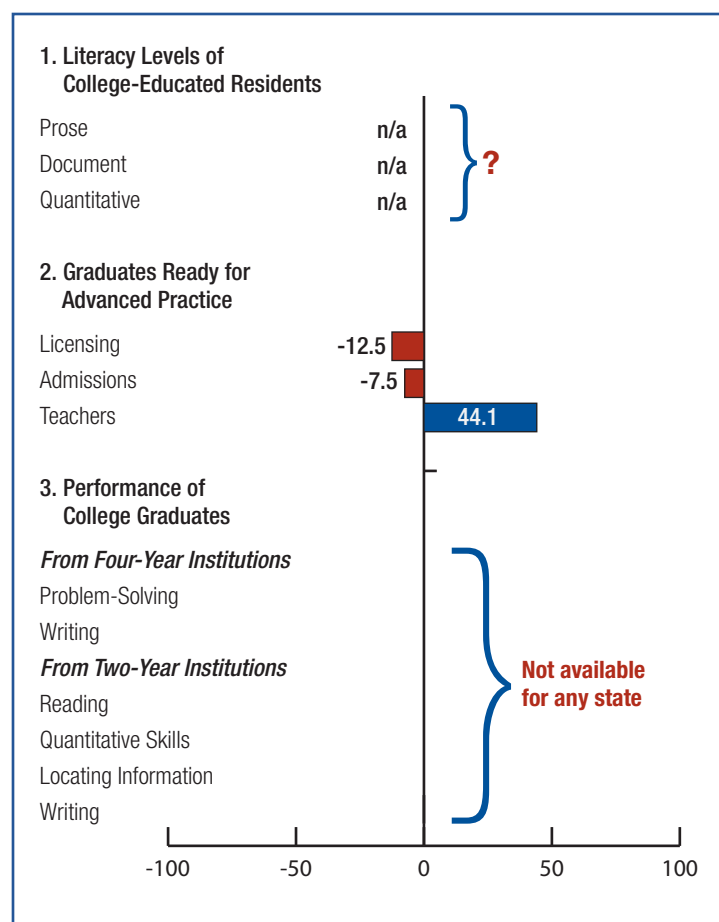 1. Literacy Levels of
College-Educated Residents
Prose n/a
Document n/a
?
Quantitative n/a
2. Graduates Ready for
Advanced Practice
Licensing -12.5
Admissions -7.5
Teachers 44.1
3. Performance of
College Graduates
From Four-Year Institutions
Problem-Solving
Writing
From Two-Year Institutions
Not available
for any state
Reading
Quantitative Skills
Locating Information
Writing
-100 -50 0 50 100